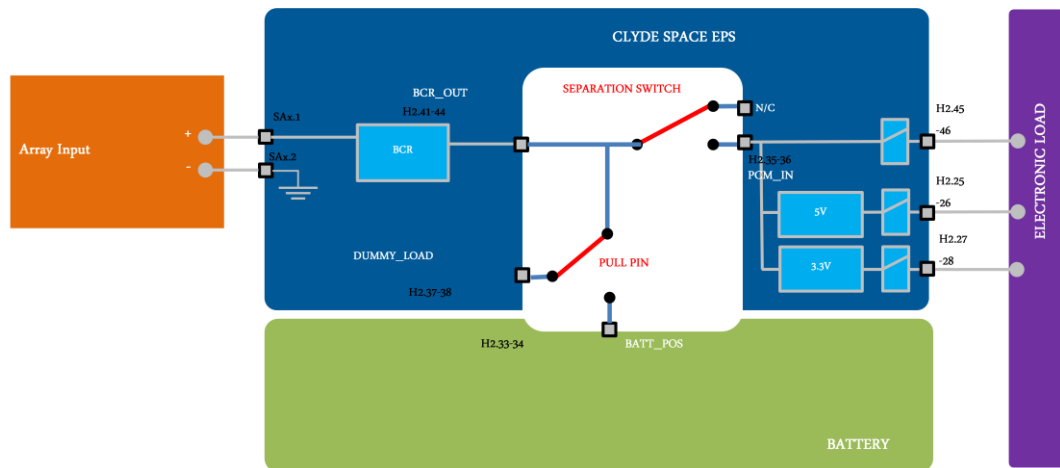 CLYDE SPACE EPS
SEPARATION SWITCH
BCR_OUT
H2.41-44
N/C
H2.45
-46
SAx.1
+
Array Input
BCR
-
SAx.2
H2.35-36
PCM_IN
H2.25
-26
5V
ELECTRONIC LOAD
H2.27
-28
DUMMY_LOAD
PULL PIN
3.3V
H2.37-38
H2.33-34
BATT_POS
BATTERY